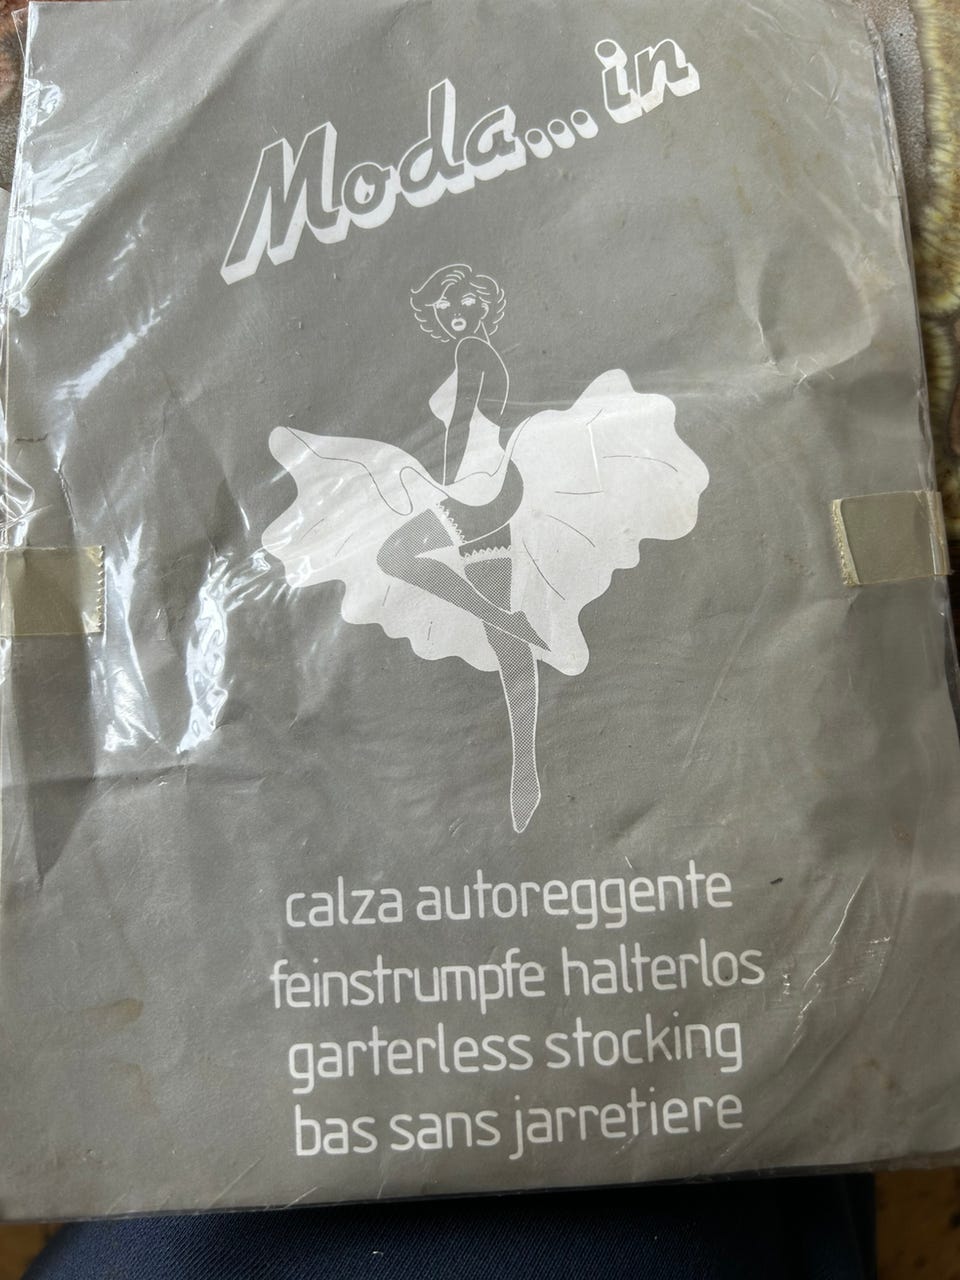 Moda... in
calza autoreggente
feinstrumpfe halterlos
garterless stocking
bas sans jarretiere